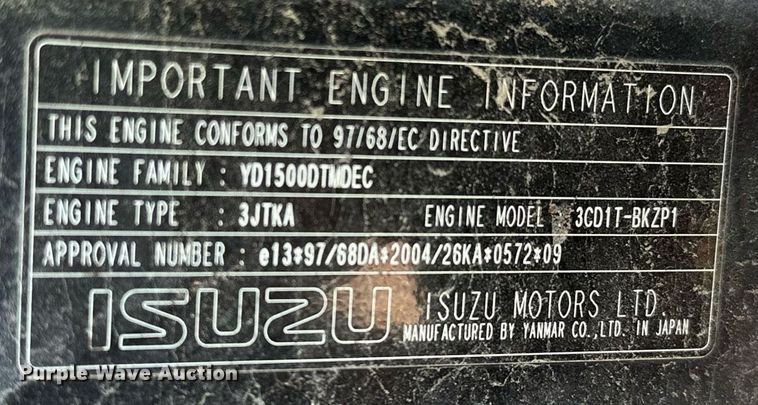 IMPORTANT ENGINE INFORMATION
THIS ENGINE CONFORMS TO 97/68/EC DIRECTIVE
ENGINE FAMILY : YD1500DTMDEC
ENGINE TYPE : 3JTKA ENGINE MODEL : 3CD1T-BKZP1
APPROVAL NUMBER : e13*97/68DA*2004/26KA*0572*09
ISUZU ISUZU MOTORS LTD.
MANUFACTURED BY YANMAR CO.,LTD. IN JAPAN
Purple Wave Auction